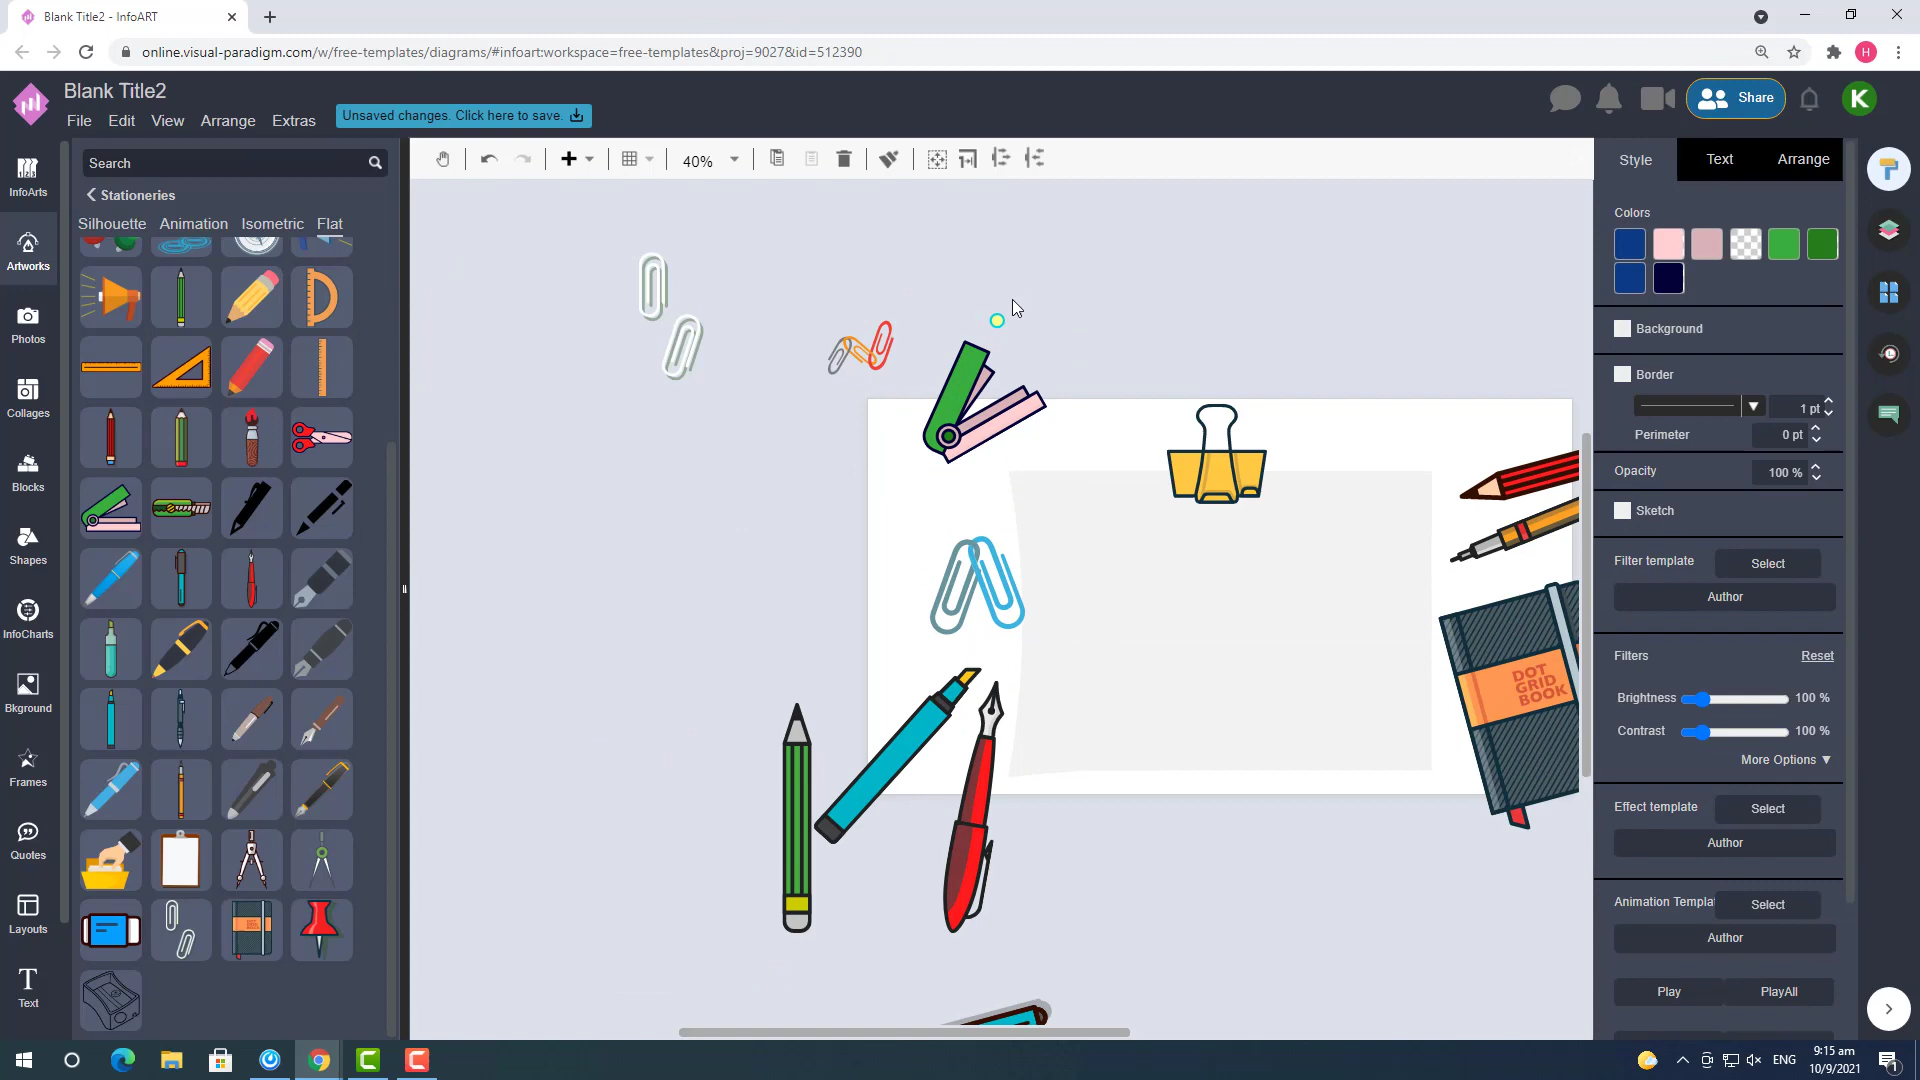 Blank Title2 - InfoART
online.visual-paradigm.com/w/free-templates/diagrams/#infoart:workspace=free-templates&proj=9027&id=512390
H
Blank Title2
File Edit View Arrange Extras
Unsaved changes. Click here to save.
Share
K
InfoArts
Artworks
Photos
Collages
Blocks
Shapes
InfoCharts
Bkground
Frames
Quotes
Layouts
Text
Search
Stationeries
Silhouette Animation Isometric Flat
40%
DOT
GRID
BOOK
Style Text Arrange
Colors
Background
Border
1 pt
Perimeter 0 pt
Opacity 100 %
Sketch
Filter template Select
Author
Filters Reset
Brightness 100 %
Contrast 100 %
More Options ▼
Effect template Select
Author
Animation Templa Select
Author
Play PlayAll
ENG
9:15 am
10/9/2021
1